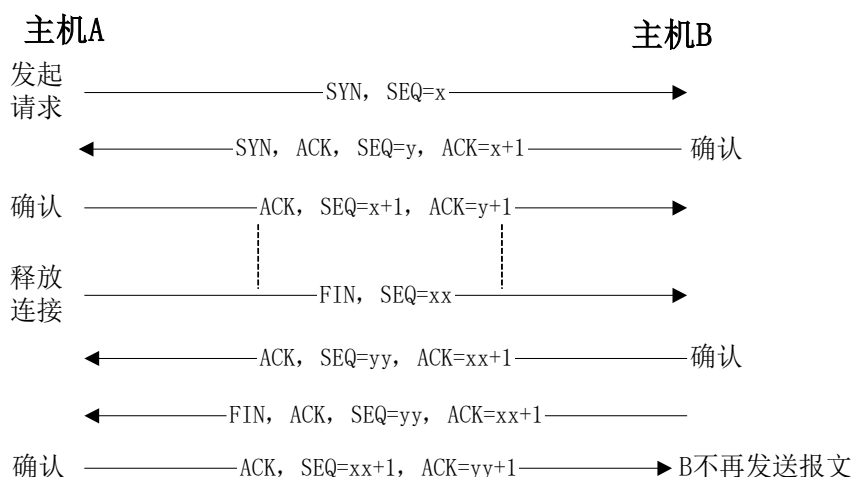 主机A
主机B
发起
请求
SYN, SEQ=x
SYN, ACK, SEQ=y, ACK=x+1
确认
确认
ACK, SEQ=x+1, ACK=y+1
释放
连接
FIN, SEQ=xx
ACK, SEQ=yy, ACK=xx+1
确认
FIN, ACK, SEQ=yy, ACK=xx+1
确认
ACK, SEQ=xx+1, ACK=yy+1
B不再发送报文